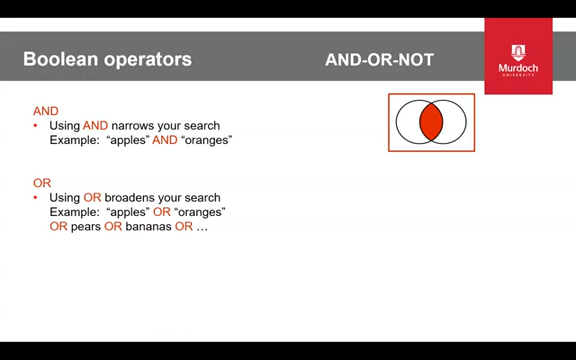 Boolean operators
AND-OR-NOT
Murdoch
UNIVERSITY
AND
• Using AND narrows your search
Example: “apples” AND “oranges”
OR
• Using OR broadens your search
Example: “apples” OR “oranges”
OR pears OR bananas OR …